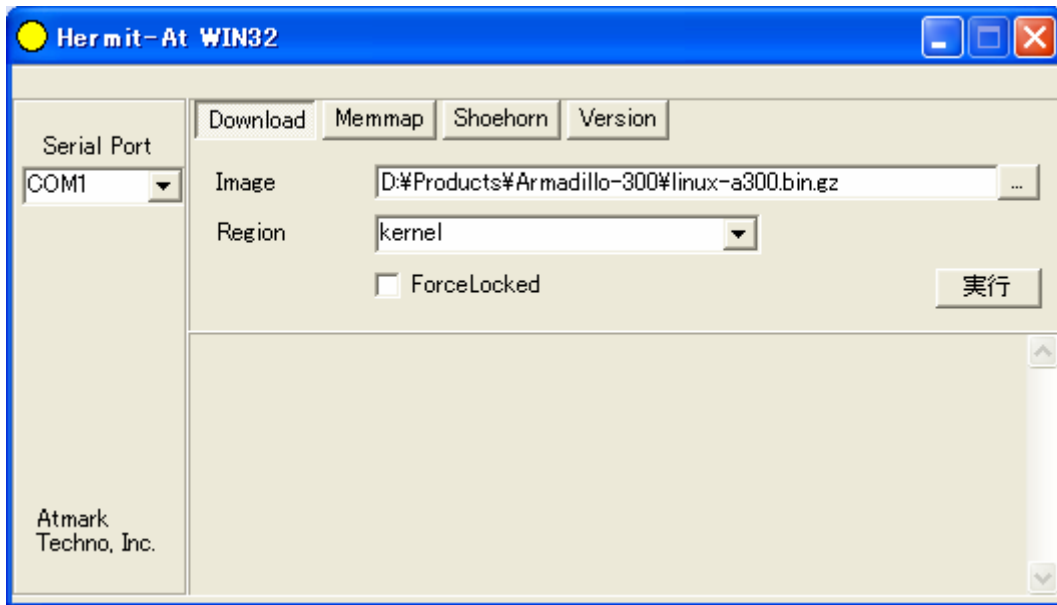 Hermit-At WIN32
Serial Port
COM1
Download Memmap Shoehorn Version
Image D:¥Products¥Armadillo-300¥linux-a300.bin.gz ...
Region kernel
ForceLocked 実行
Atmark
Techno, Inc.